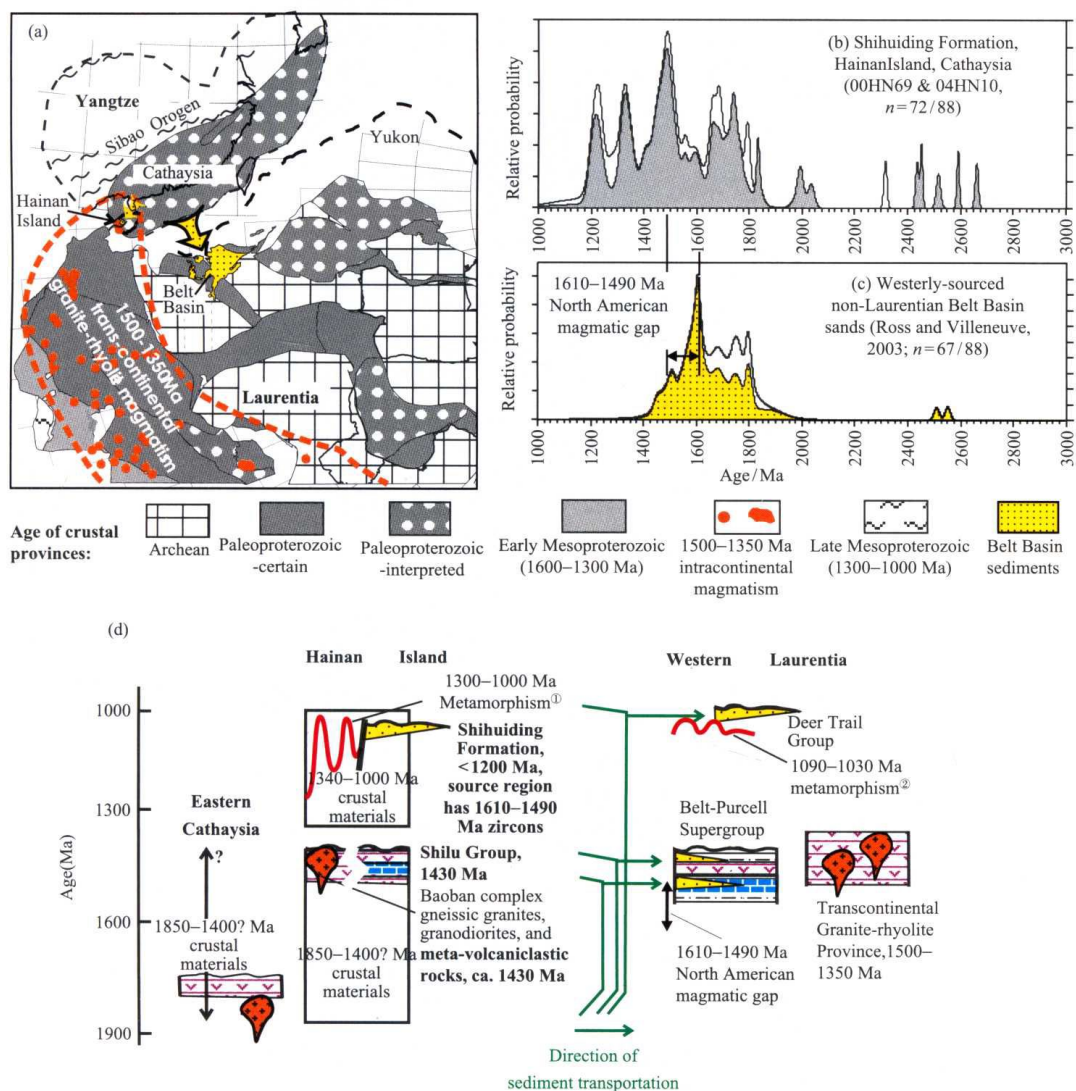 (a)
Yangtze
Sibao Orogen
Cathaysia
Yukon
Hainan
Island
Belt
Basin
1500-1350Ma
trans-continental
granite-rhyolite magmatism
Laurentia
(b) Shihuiding Formation,
HainanIsland, Cathaysia
(00HN69 & 04HN10,
n=72/88)
Relative probability
1000
1200
1400
1600
1800
2000
2200
2400
2600
2800
3000
1610–1490 Ma
North American
magmatic gap
(c) Westerly-sourced
non-Laurentian Belt Basin
sands (Ross and Villeneuve,
2003; n=67/88)
Relative probability
1000
1200
1400
1600
1800
2000
2200
2400
2600
2800
3000
Age/Ma
Age of crustal
provinces:
Archean
Paleoproterozoic
-certain
Paleoproterozoic
-interpreted
Early Mesoproterozoic
(1600–1300 Ma)
1500–1350 Ma
intracontinental
magmatism
Late Mesoproterozoic
(1300–1000 Ma)
Belt Basin
sediments
(d)
Hainan Island
Western Laurentia
Age(Ma)
1000
1300
1600
1900
Eastern
Cathaysia
?
1850–1400? Ma
crustal
materials
1300–1000 Ma
Metamorphism①
Shihuiding
Formation,
<1200 Ma,
source region
has 1610–1490
Ma zircons
1340–1000 Ma
crustal
materials
Shilu Group,
1430 Ma
Baoban complex
gneissic granites,
granodiorites, and
meta-volcaniclastic
rocks, ca. 1430 Ma
1850–1400? Ma
crustal
materials
Deer Trail
Group
1090–1030 Ma
metamorphism②
Belt-Purcell
Supergroup
1610–1490 Ma
North American
magmatic gap
Transcontinental
Granite-rhyolite
Province,1500–
1350 Ma
Direction of
sediment transportation